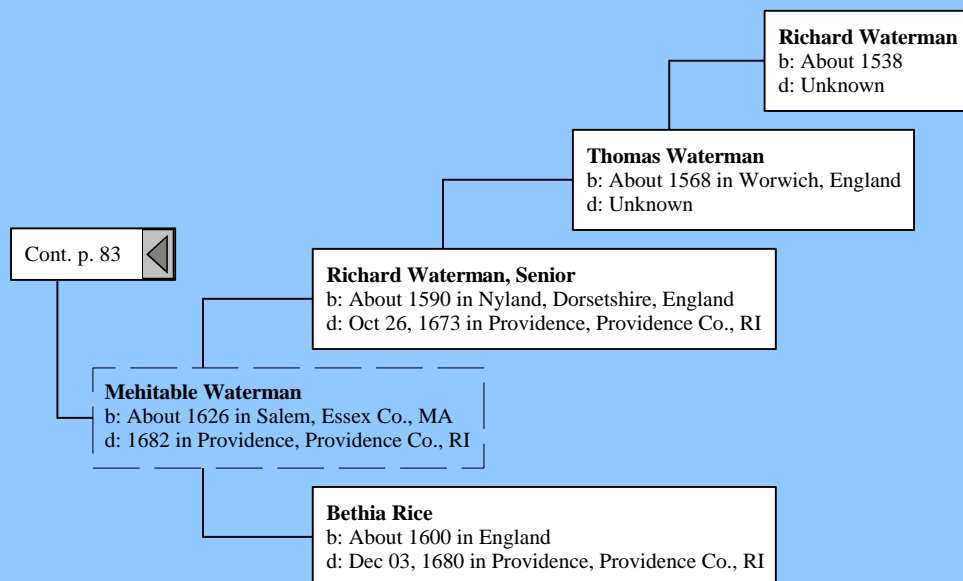 Richard Waterman
b: About 1538
d: Unknown
Thomas Waterman
b: About 1568 in Worwich, England
d: Unknown
Cont. p. 83
Richard Waterman, Senior
b: About 1590 in Nyland, Dorsetshire, England
d: Oct 26, 1673 in Providence, Providence Co., RI
Mehitable Waterman
b: About 1626 in Salem, Essex Co., MA
d: 1682 in Providence, Providence Co., RI
Bethia Rice
b: About 1600 in England
d: Dec 03, 1680 in Providence, Providence Co., RI